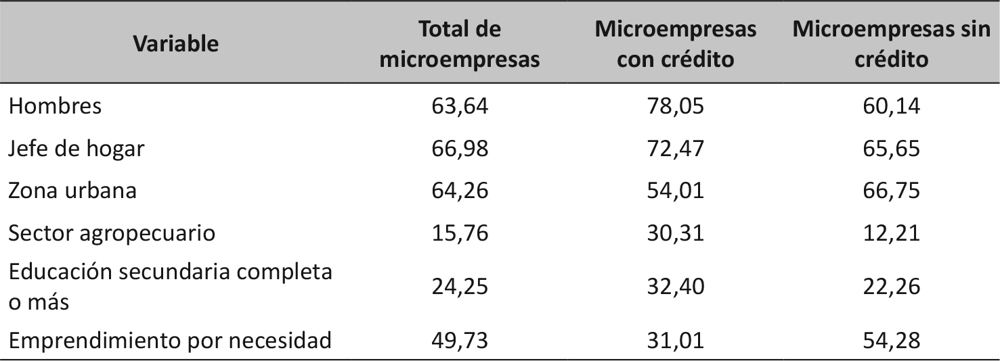 Variable Total de microempresas Microempresas con crédito Microempresas sin crédito
Hombres 63,64 78,05 60,14
Jefe de hogar 66,98 72,47 65,65
Zona urbana 64,26 54,01 66,75
Sector agropecuario 15,76 30,31 12,21
Educación secundaria completa o más 24,25 32,40 22,26
Emprendimiento por necesidad 49,73 31,01 54,28